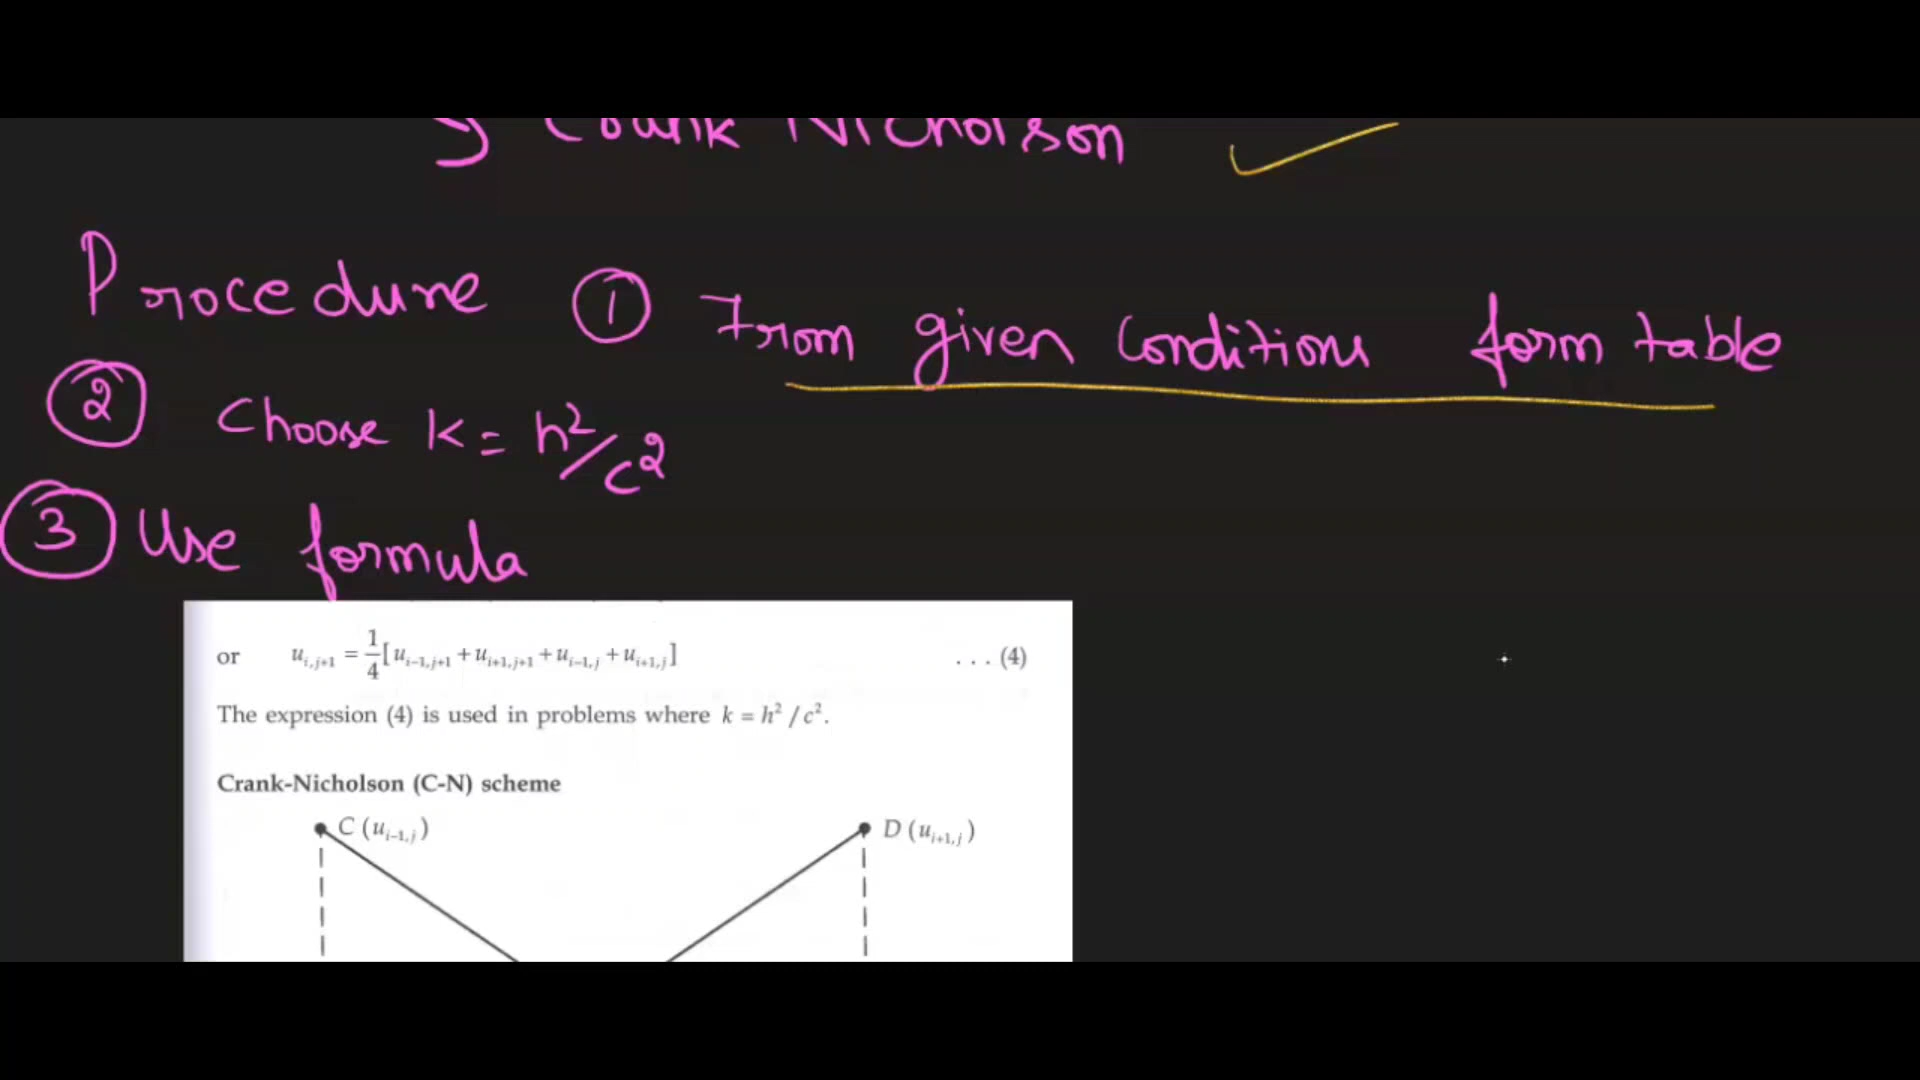 Nicholson
Procedure ① From given conditions form table
② Choose k = h²/c²
③ Use formula
or u_{i,j+1} = 1/4 [u_{i-1,j+1} + u_{i+1,j+1} + u_{i-1,j} + u_{i+1,j}] ... (4)
The expression (4) is used in problems where k = h² / c².
Crank-Nicholson (C-N) scheme
C (u_{i-1,j}) D (u_{i+1,j})